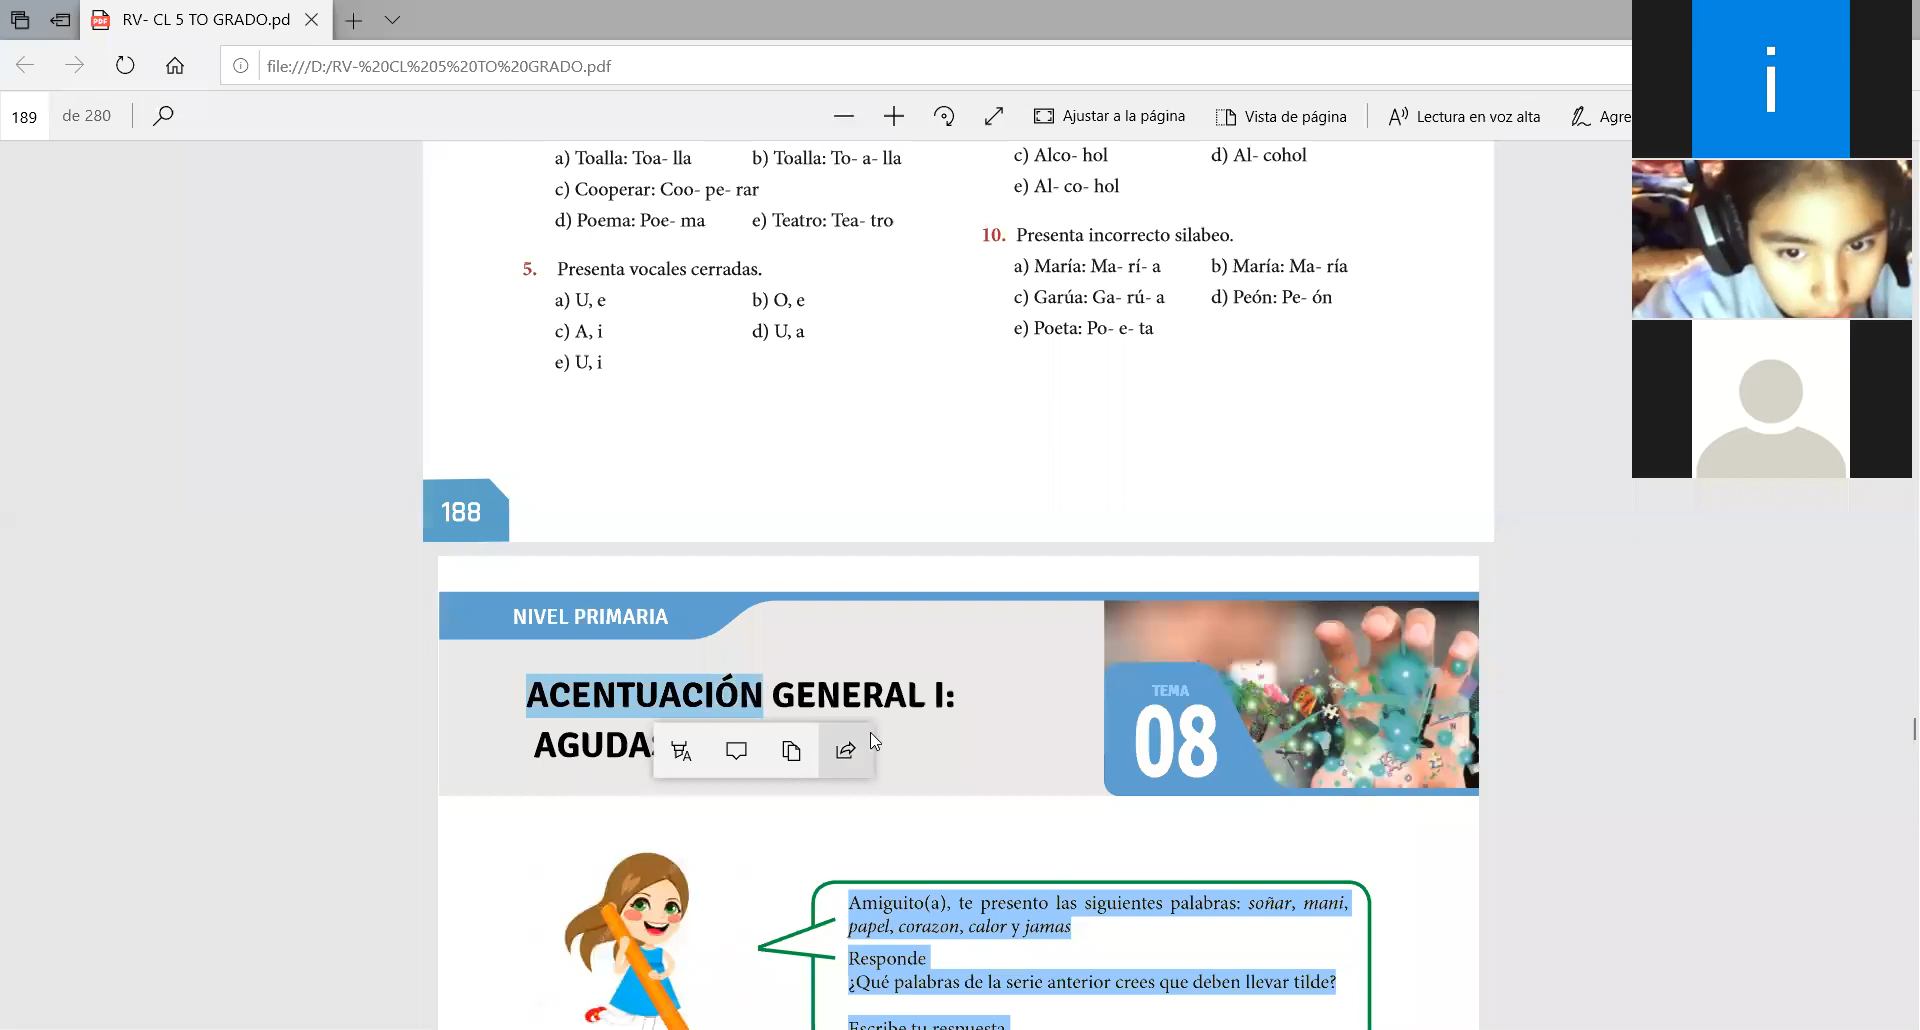 RV- CL 5 TO GRADO.pd
file:///D:/RV-%20CL%205%20TO%20GRADO.pdf
189 de 280
Ajustar a la página
Vista de página
Lectura en voz alta
Agre
a) Toalla: Toa- lla b) Toalla: To- a- lla
c) Cooperar: Coo- pe- rar
d) Poema: Poe- ma e) Teatro: Tea- tro
5. Presenta vocales cerradas.
a) U, e b) O, e
c) A, i d) U, a
e) U, i
c) Alco- hol d) Al- cohol
e) Al- co- hol
10. Presenta incorrecto silabeo.
a) María: Ma- rí- a b) María: Ma- ría
c) Garúa: Ga- rú- a d) Peón: Pe- ón
e) Poeta: Po- e- ta
188
NIVEL PRIMARIA
ACENTUACIÓN GENERAL I:
AGUDAS
TEMA
08
Amiguito(a), te presento las siguientes palabras: soñar, mani,
papel, corazon, calor y jamas
Responde
¿Qué palabras de la serie anterior crees que deben llevar tilde?
Escribe tu respuesta
i